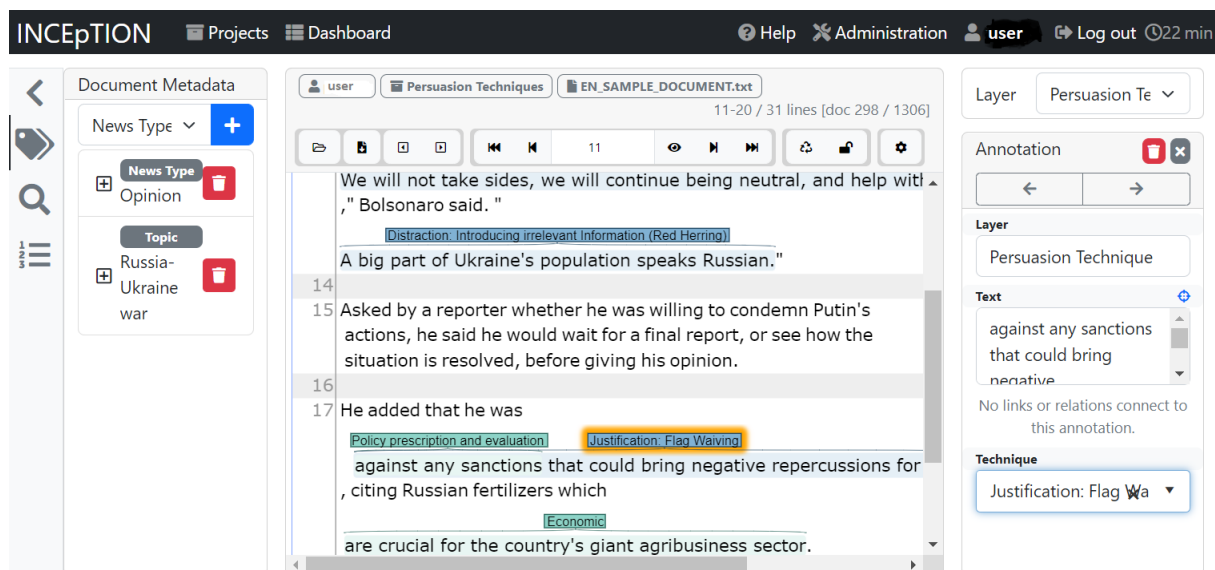 INCEpTION Projects Dashboard Help Administration user Log out 22 min
Document Metadata
News Type
News Type
Opinion
Topic
Russia-
Ukraine
war
user Persuasion Techniques EN_SAMPLE_DOCUMENT.txt
11-20 / 31 lines [doc 298 / 1306]
11
We will not take sides, we will continue being neutral, and help with
," Bolsonaro said. "
Distraction: Introducing irrelevant Information (Red Herring)
A big part of Ukraine's population speaks Russian."
14
15 Asked by a reporter whether he was willing to condemn Putin's
actions, he said he would wait for a final report, or see how the
situation is resolved, before giving his opinion.
16
17 He added that he was
Policy prescription and evaluation Justification: Flag Waiving
against any sanctions that could bring negative repercussions for
, citing Russian fertilizers which
Economic
are crucial for the country's giant agribusiness sector.
Layer Persuasion Te
Annotation
Layer
Persuasion Technique
Text
against any sanctions
that could bring
negative
No links or relations connect to
this annotation.
Technique
Justification: Flag Wa